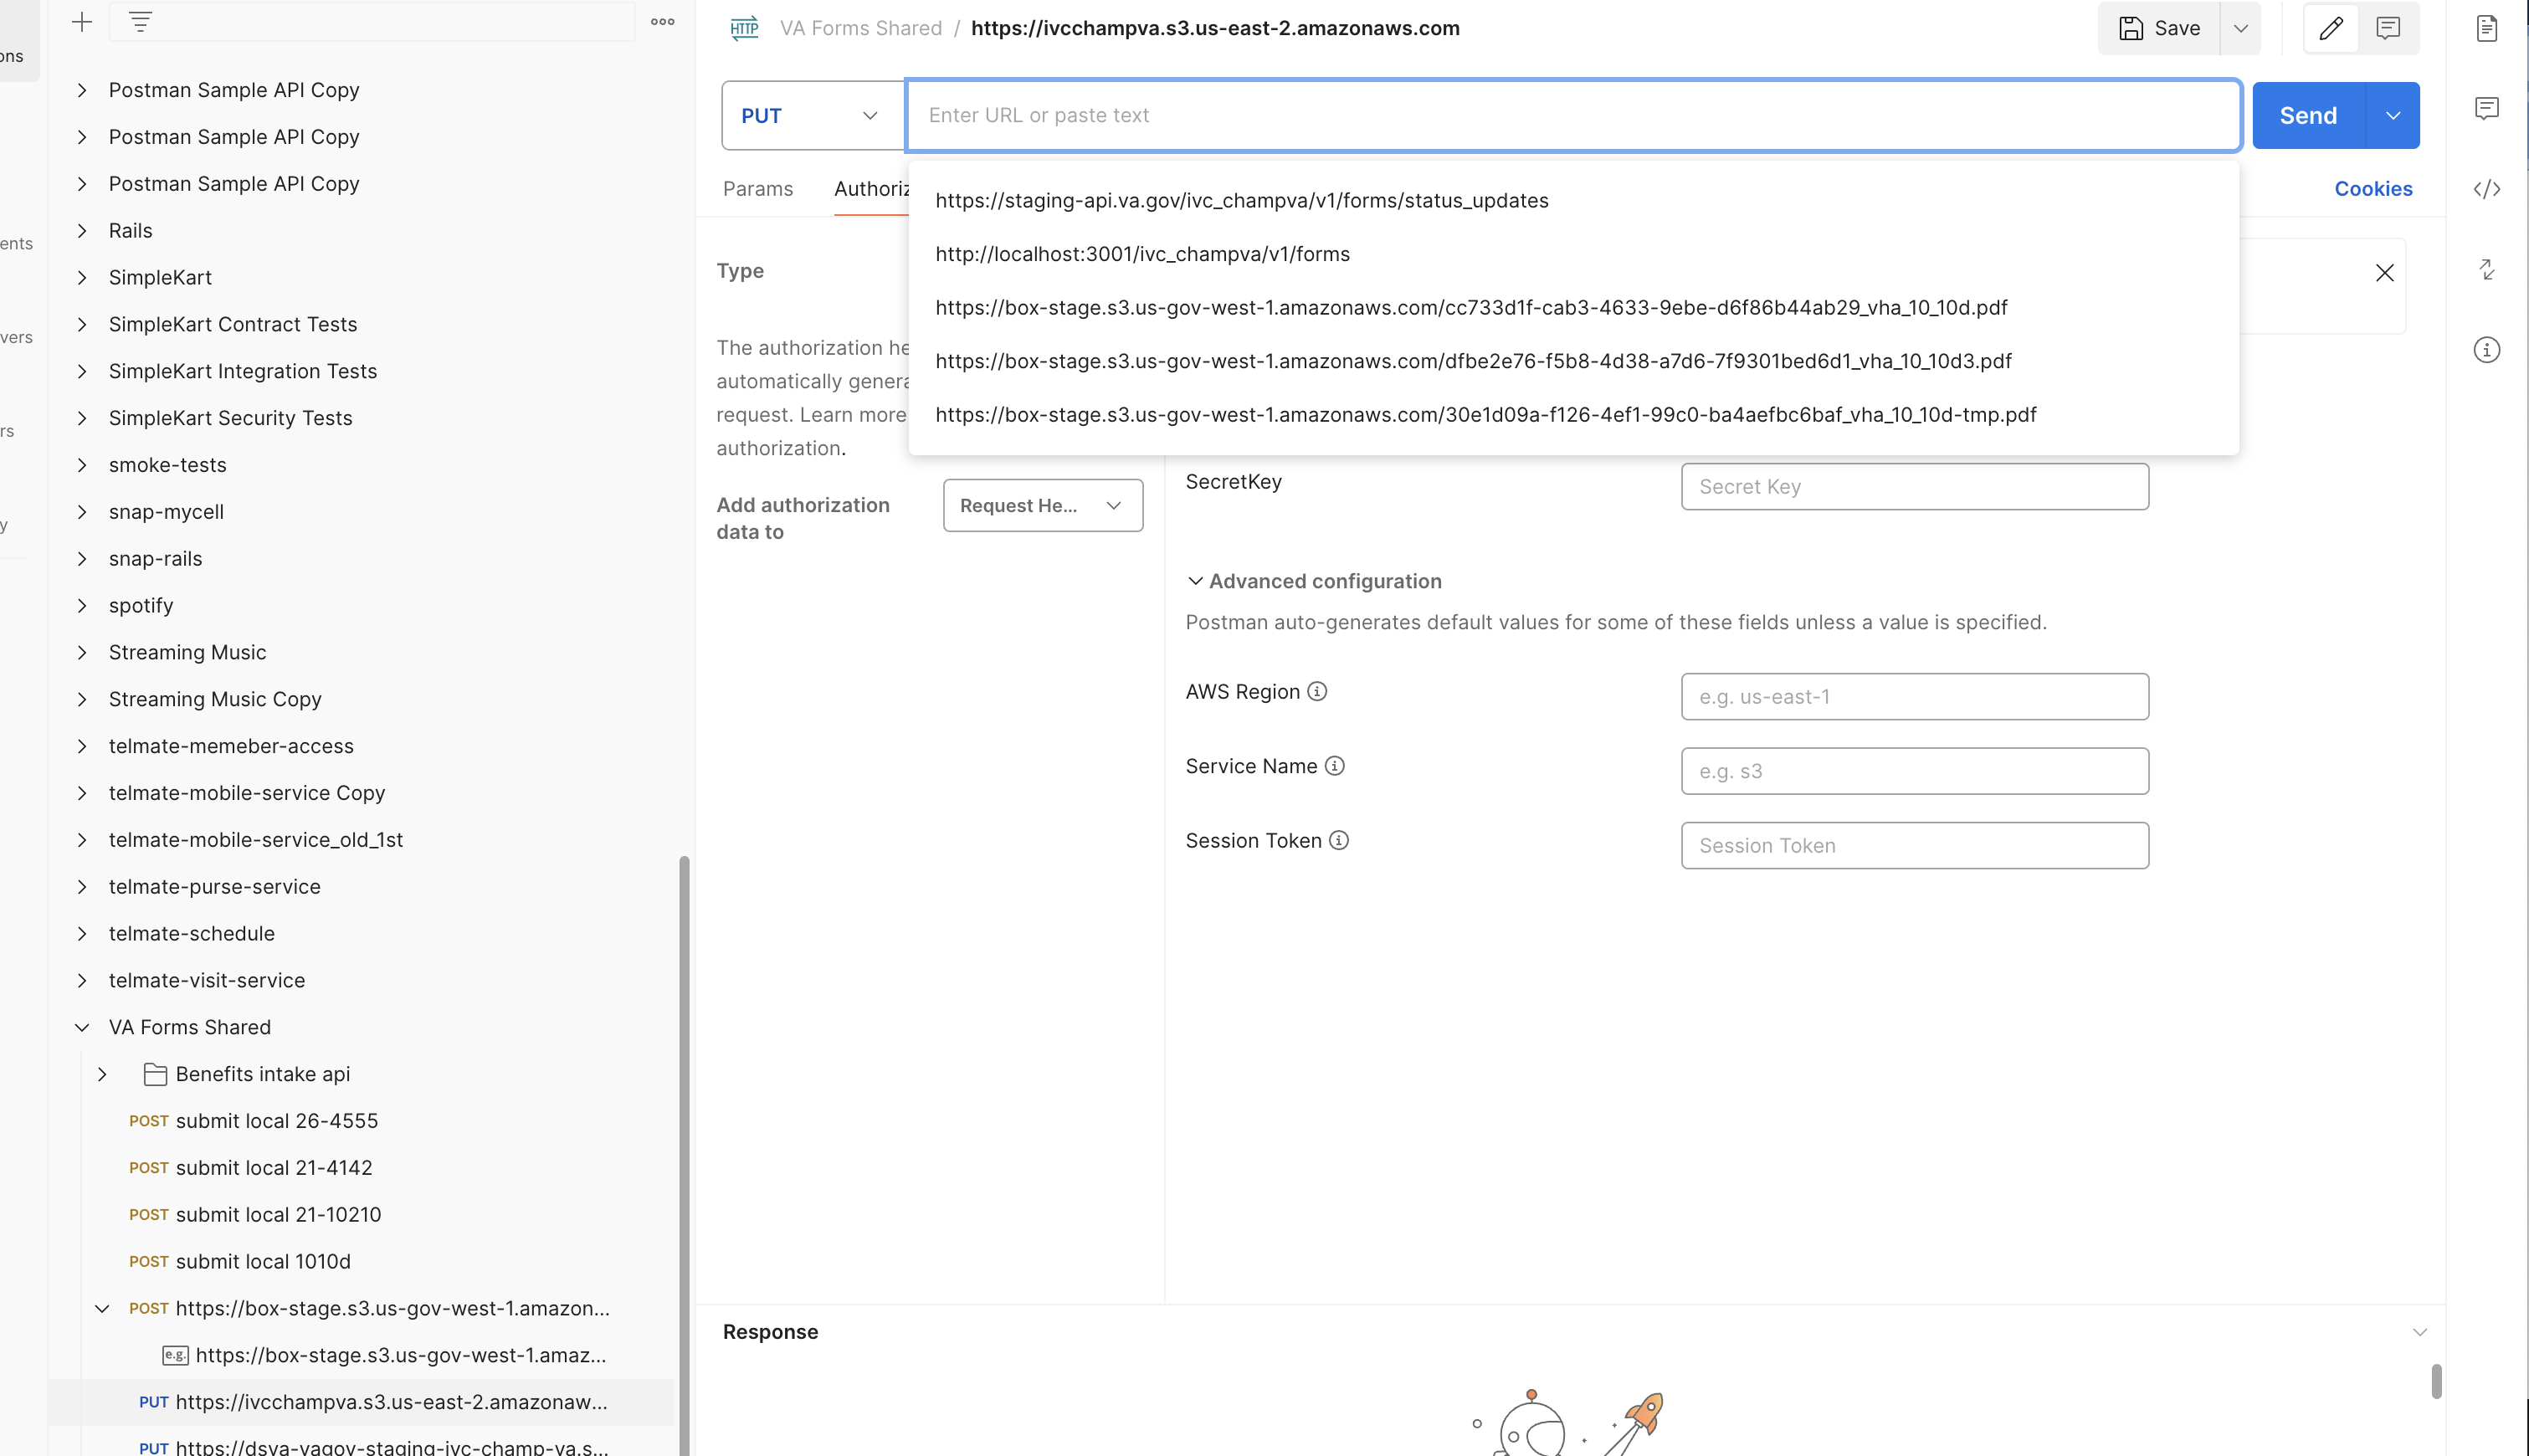 ons
ents
vers
rs
y
Postman Sample API Copy
Postman Sample API Copy
Postman Sample API Copy
Rails
SimpleKart
SimpleKart Contract Tests
SimpleKart Integration Tests
SimpleKart Security Tests
smoke-tests
snap-mycell
snap-rails
spotify
Streaming Music
Streaming Music Copy
telmate-memeber-access
telmate-mobile-service Copy
telmate-mobile-service_old_1st
telmate-purse-service
telmate-schedule
telmate-visit-service
VA Forms Shared
Benefits intake api
POST submit local 26-4555
POST submit local 21-4142
POST submit local 21-10210
POST submit local 1010d
POST https://box-stage.s3.us-gov-west-1.amazon...
e.g. https://box-stage.s3.us-gov-west-1.amaz...
PUT https://ivcchampva.s3.us-east-2.amazonaw...
PUT https://dsva-vagov-staging-ivc-champ-va.s...
HTTP VA Forms Shared / https://ivcchampva.s3.us-east-2.amazonaws.com
Save
PUT Enter URL or paste text Send
Params Authoriz Cookies
https://staging-api.va.gov/ivc_champva/v1/forms/status_updates
http://localhost:3001/ivc_champva/v1/forms
https://box-stage.s3.us-gov-west-1.amazonaws.com/cc733d1f-cab3-4633-9ebe-d6f86b44ab29_vha_10_10d.pdf
https://box-stage.s3.us-gov-west-1.amazonaws.com/dfbe2e76-f5b8-4d38-a7d6-7f9301bed6d1_vha_10_10d3.pdf
https://box-stage.s3.us-gov-west-1.amazonaws.com/30e1d09a-f126-4ef1-99c0-ba4aefbc6baf_vha_10_10d-tmp.pdf
Type
The authorization he
automatically genera
request. Learn more
authorization.
Add authorization
data to
Request He...
SecretKey Secret Key
Advanced configuration
Postman auto-generates default values for some of these fields unless a value is specified.
AWS Region e.g. us-east-1
Service Name e.g. s3
Session Token Session Token
Response